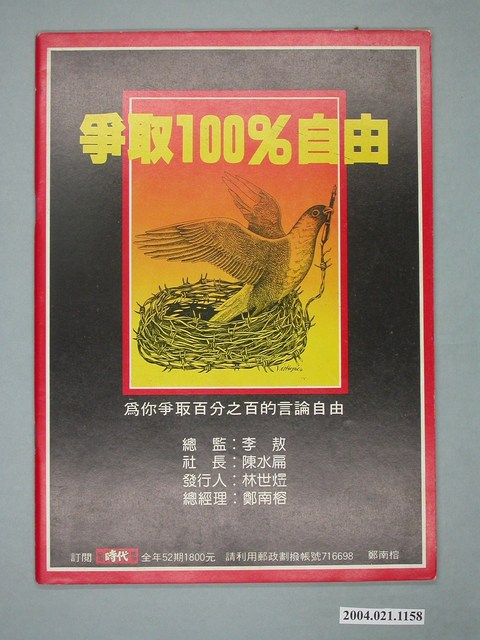 爭取100%自由
為你爭取百分之百的言論自由
總　監：李　敖
社　長：陳水扁
發行人：林世煜
總經理：鄭南榕
訂閱 時代 全年52期1800元　請利用郵政劃撥帳號716698　鄭南榕
2004.021.1158